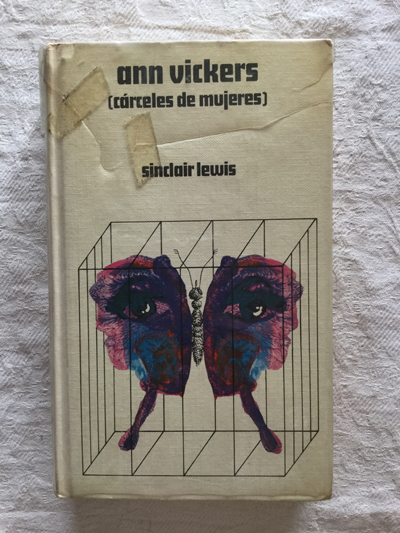 ann vickers
(cárceles de mujeres)
sinclair lewis